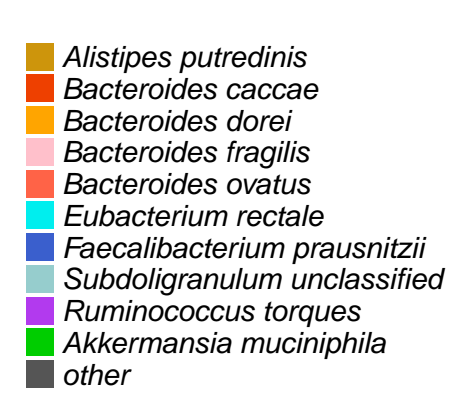 Alistipes putredinis
Bacteroides caccae
Bacteroides dorei
Bacteroides fragilis
Bacteroides ovatus
Eubacterium rectale
Faecalibacterium prausnitzii
Subdoligranulum unclassified
Ruminococcus torques
Akkermansia muciniphila
other